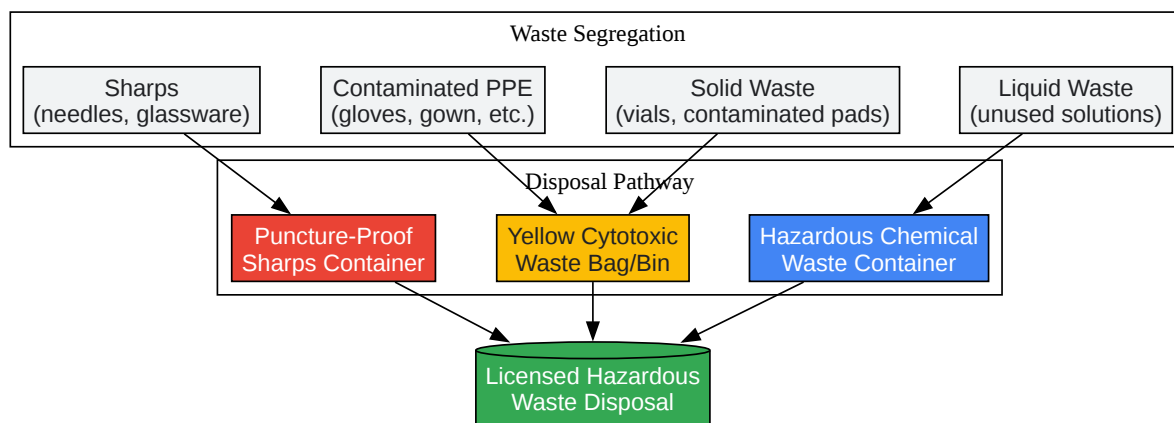 Waste Segregation
Sharps
(needles, glassware)
Contaminated PPE
(gloves, gown, etc.)
Solid Waste
(vials, contaminated pads)
Liquid Waste
(unused solutions)
Disposal Pathway
Puncture-Proof
Sharps Container
Yellow Cytotoxic
Waste Bag/Bin
Hazardous Chemical
Waste Container
Licensed Hazardous
Waste Disposal